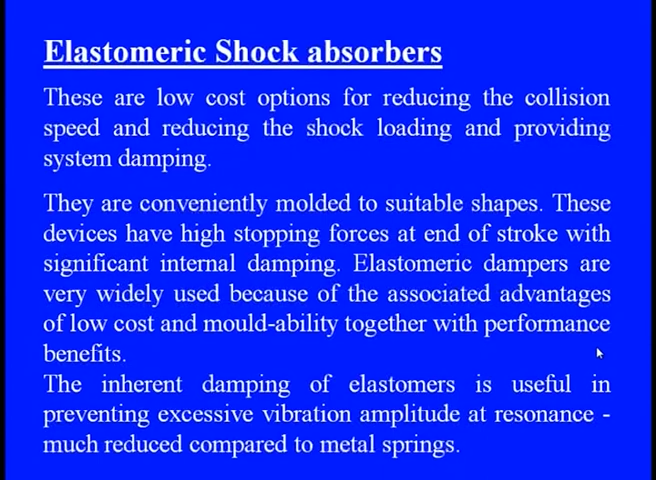 Elastomeric Shock absorbers
These are low cost options for reducing the collision
speed and reducing the shock loading and providing
system damping.
They are conveniently molded to suitable shapes. These
devices have high stopping forces at end of stroke with
significant internal damping. Elastomeric dampers are
very widely used because of the associated advantages
of low cost and mould-ability together with performance
benefits.
The inherent damping of elastomers is useful in
preventing excessive vibration amplitude at resonance -
much reduced compared to metal springs.